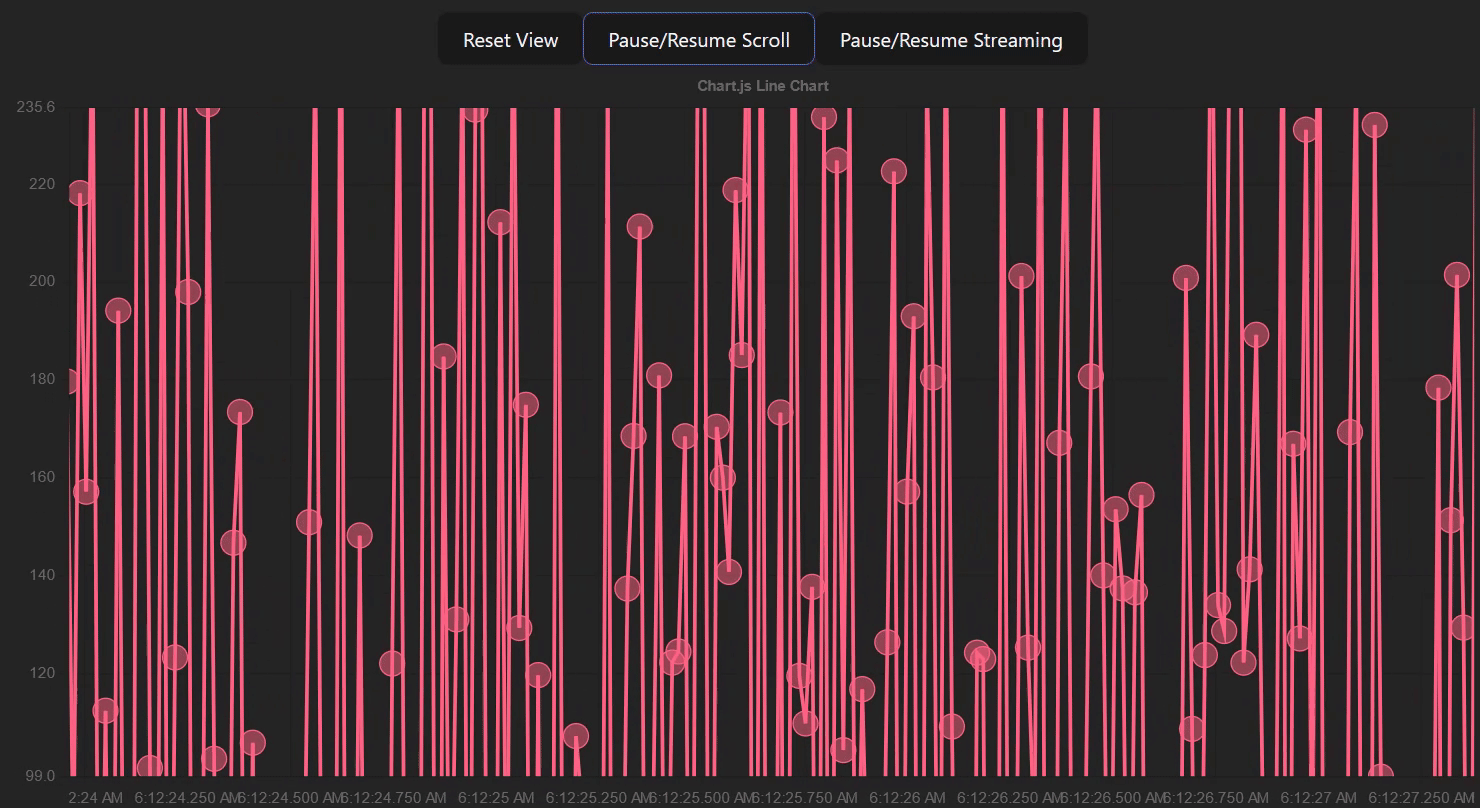 Reset View Pause/Resume Scroll Pause/Resume Streaming
Chart.js Line Chart
235.6
220
200
180
160
140
120
99.0
2:24 AM 6:12:24.250 AM 6:12:24.500 AM 6:12:24.750 AM 6:12:25 AM 6:12:25.250 AM 6:12:25.500 AM 6:12:25.750 AM 6:12:26 AM 6:12:26.250 AM 6:12:26.500 AM 6:12:26.750 AM 6:12:27 AM 6:12:27.250 AM